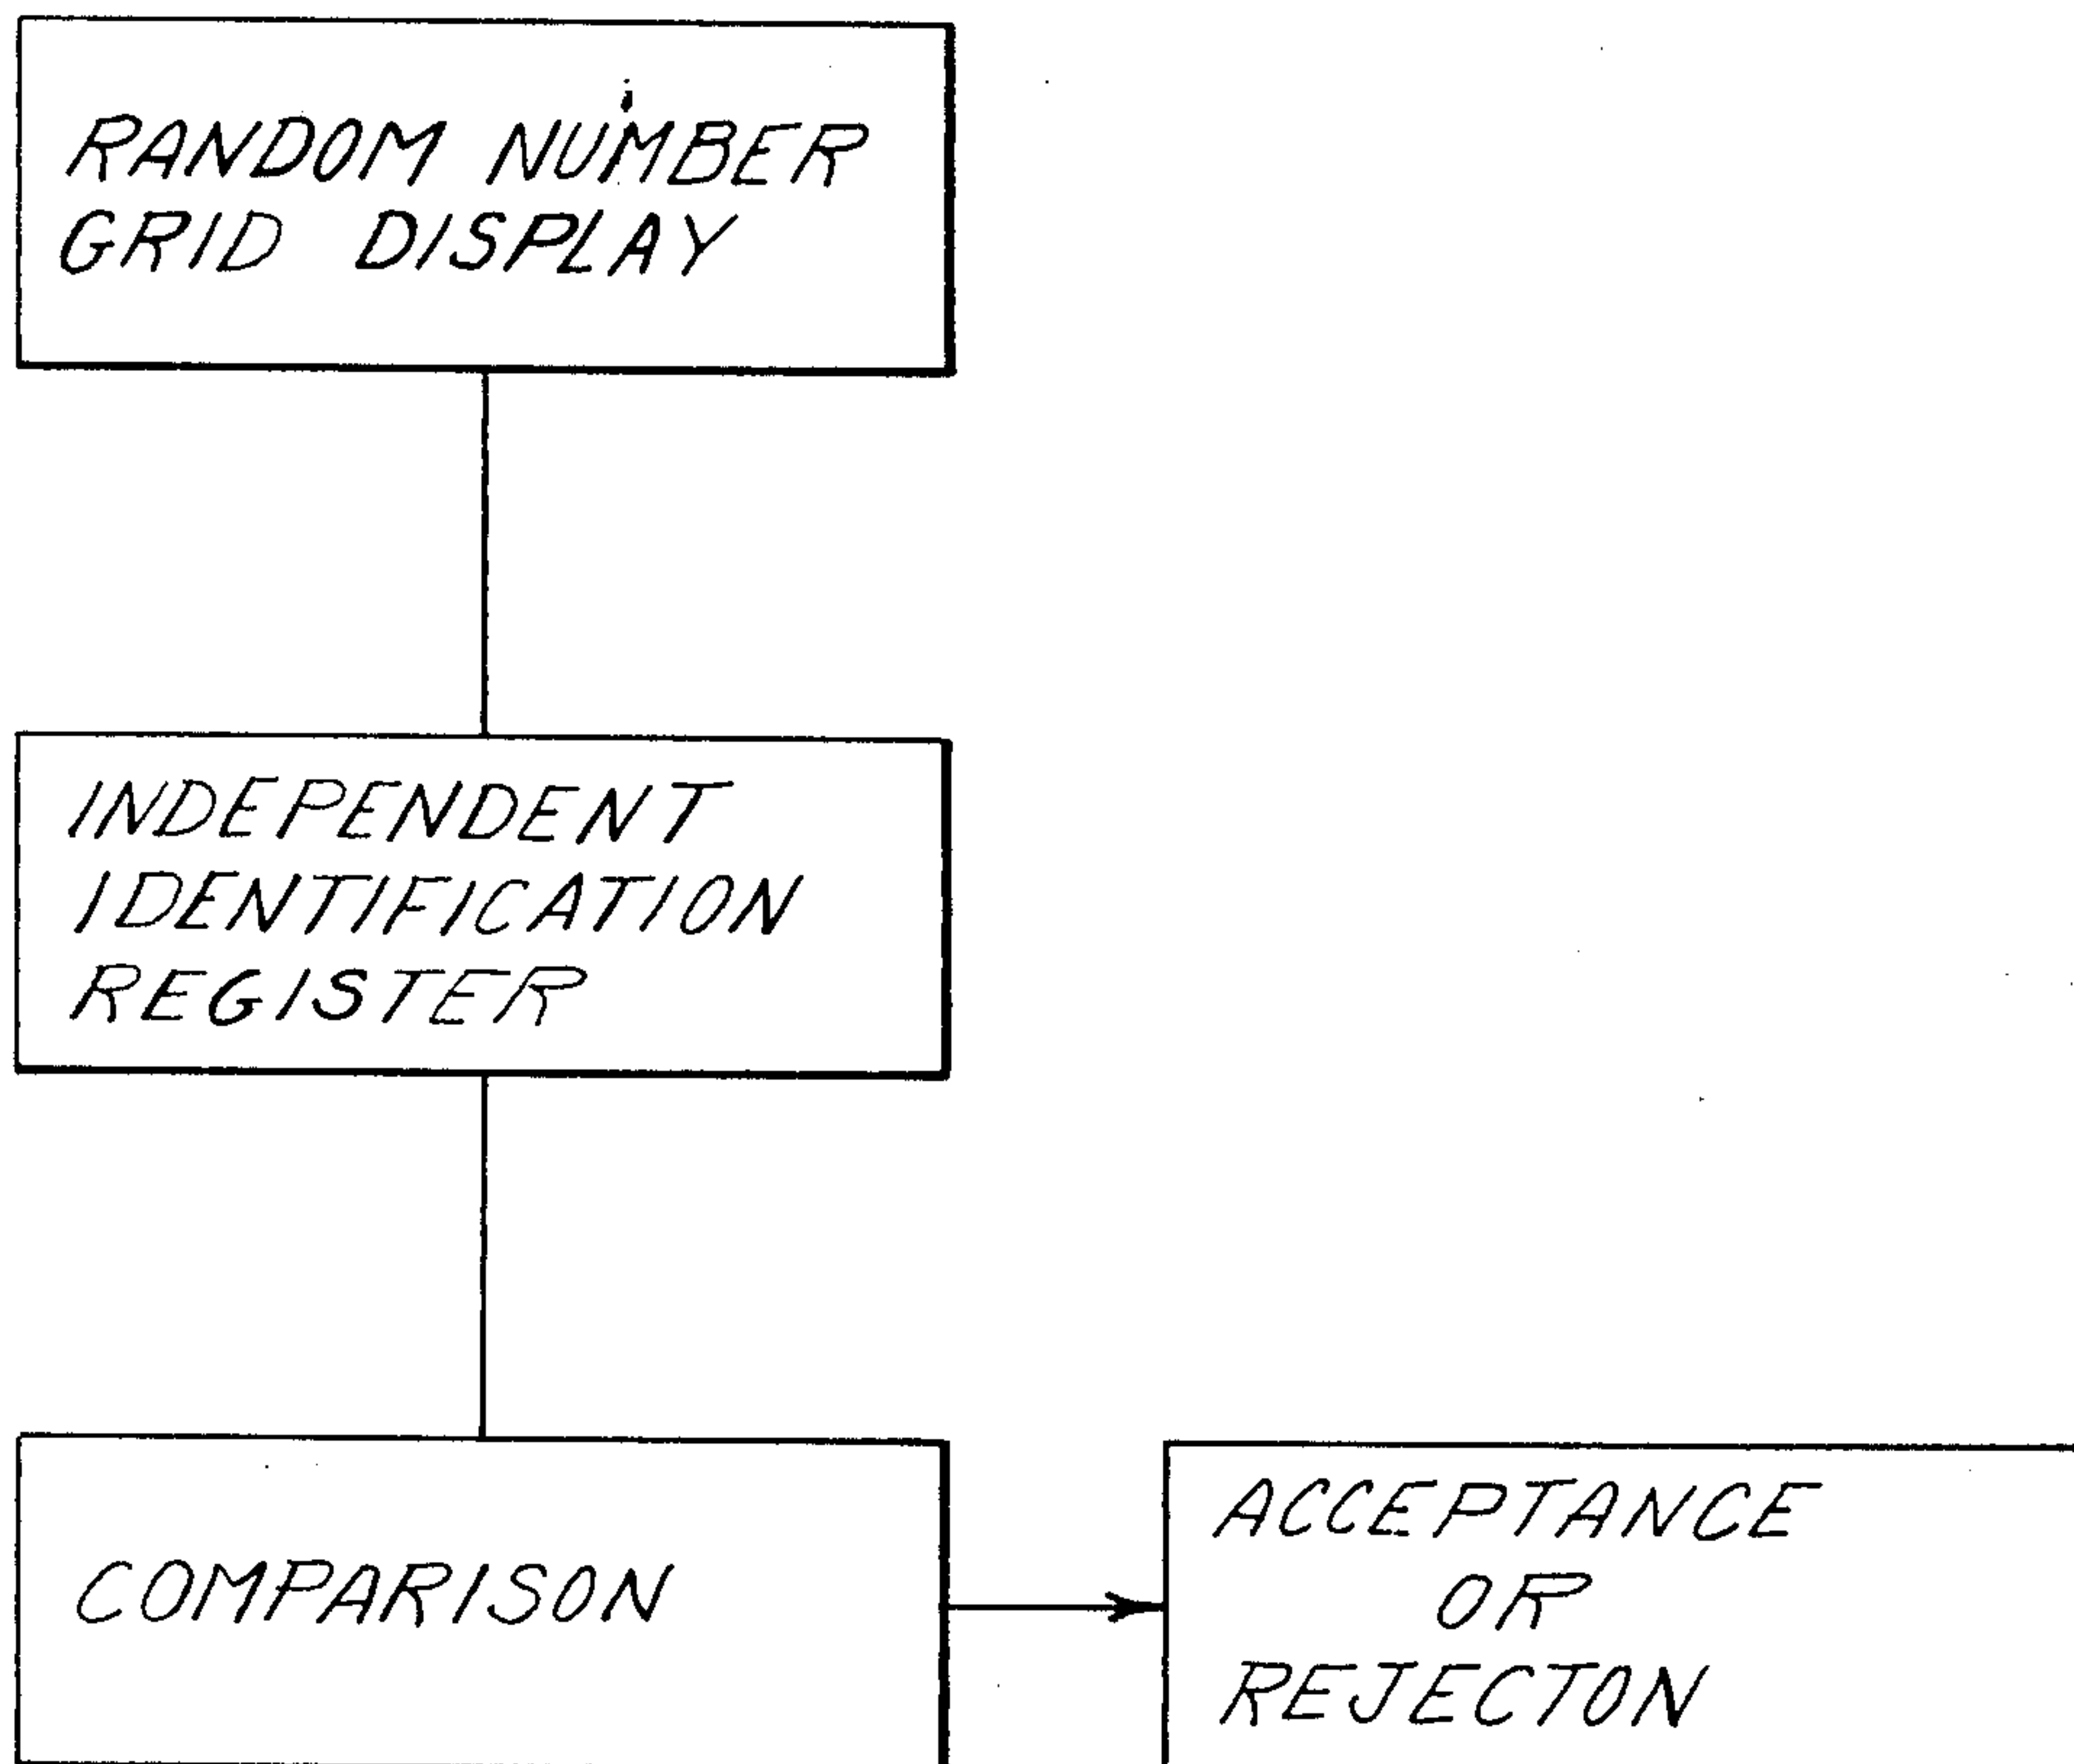 RANDOM NUMBER
GRID DISPLAY
INDEPENDENT
IDENTIFICATION
REGISTER
COMPARISON
ACCEPTANCE
OR
REJECTON